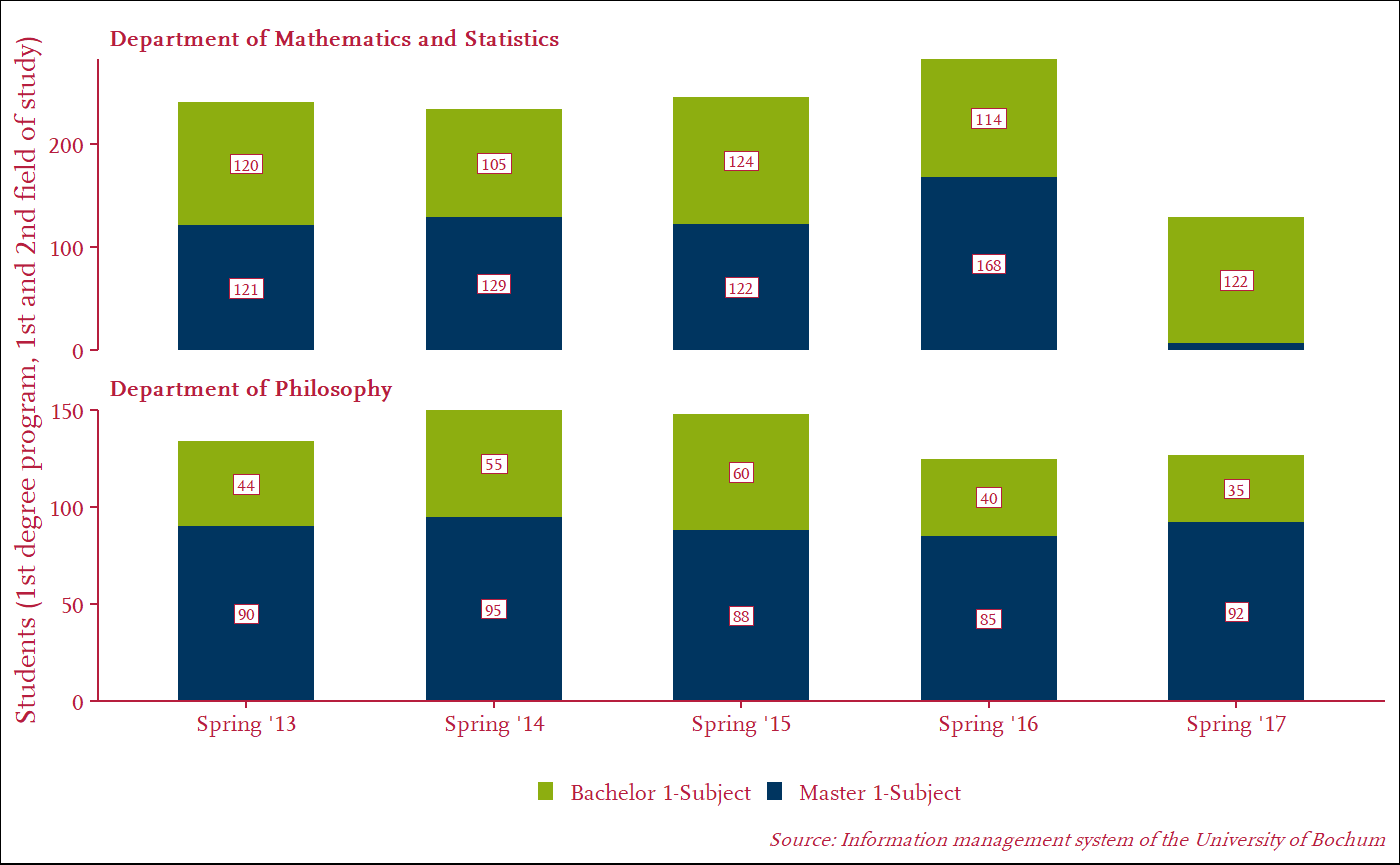 Students (1st degree program, 1st and 2nd field of study)
Department of Mathematics and Statistics
200
100
0
120
105
124
114
122
121
129
122
168
Department of Philosophy
150
100
50
0
44
55
60
40
35
90
95
88
85
92
Spring '13
Spring '14
Spring '15
Spring '16
Spring '17
Bachelor 1-Subject
Master 1-Subject
Source: Information management system of the University of Bochum